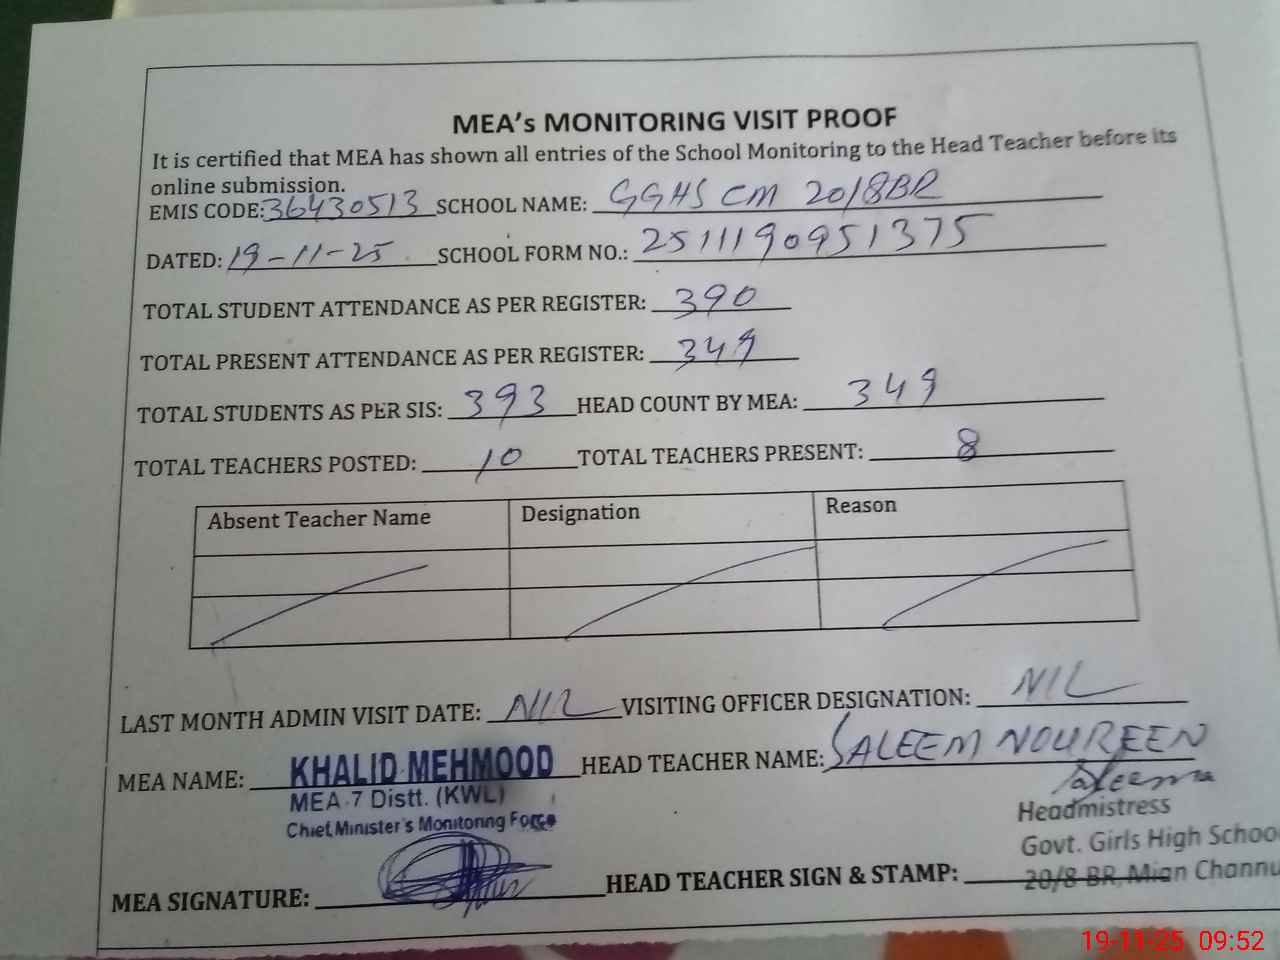 MEA's MONITORING VISIT PROOF
It is certified that MEA has shown all entries of the School Monitoring to the Head Teacher before its
online submission.
EMIS CODE: 36430513 SCHOOL NAME: GGHS CM 20/8BR
DATED: 19-11-25 SCHOOL FORM NO.: 2511190951375
TOTAL STUDENT ATTENDANCE AS PER REGISTER: 390
TOTAL PRESENT ATTENDANCE AS PER REGISTER: 349
TOTAL STUDENTS AS PER SIS: 393 HEAD COUNT BY MEA: 349
TOTAL TEACHERS POSTED: 10 TOTAL TEACHERS PRESENT: 8
Absent Teacher Name Designation Reason
LAST MONTH ADMIN VISIT DATE: NIL VISITING OFFICER DESIGNATION: NIL
MEA NAME: KHALID MEHMOOD HEAD TEACHER NAME: SALEEM NOUREEN
MEA-7 Distt. (KWL)
Chief Minister's Monitoring Force
Headmistress
Govt. Girls High Schoo
20/8 BR, Mian Channu
MEA SIGNATURE: HEAD TEACHER SIGN & STAMP:
19-11-25 09:52